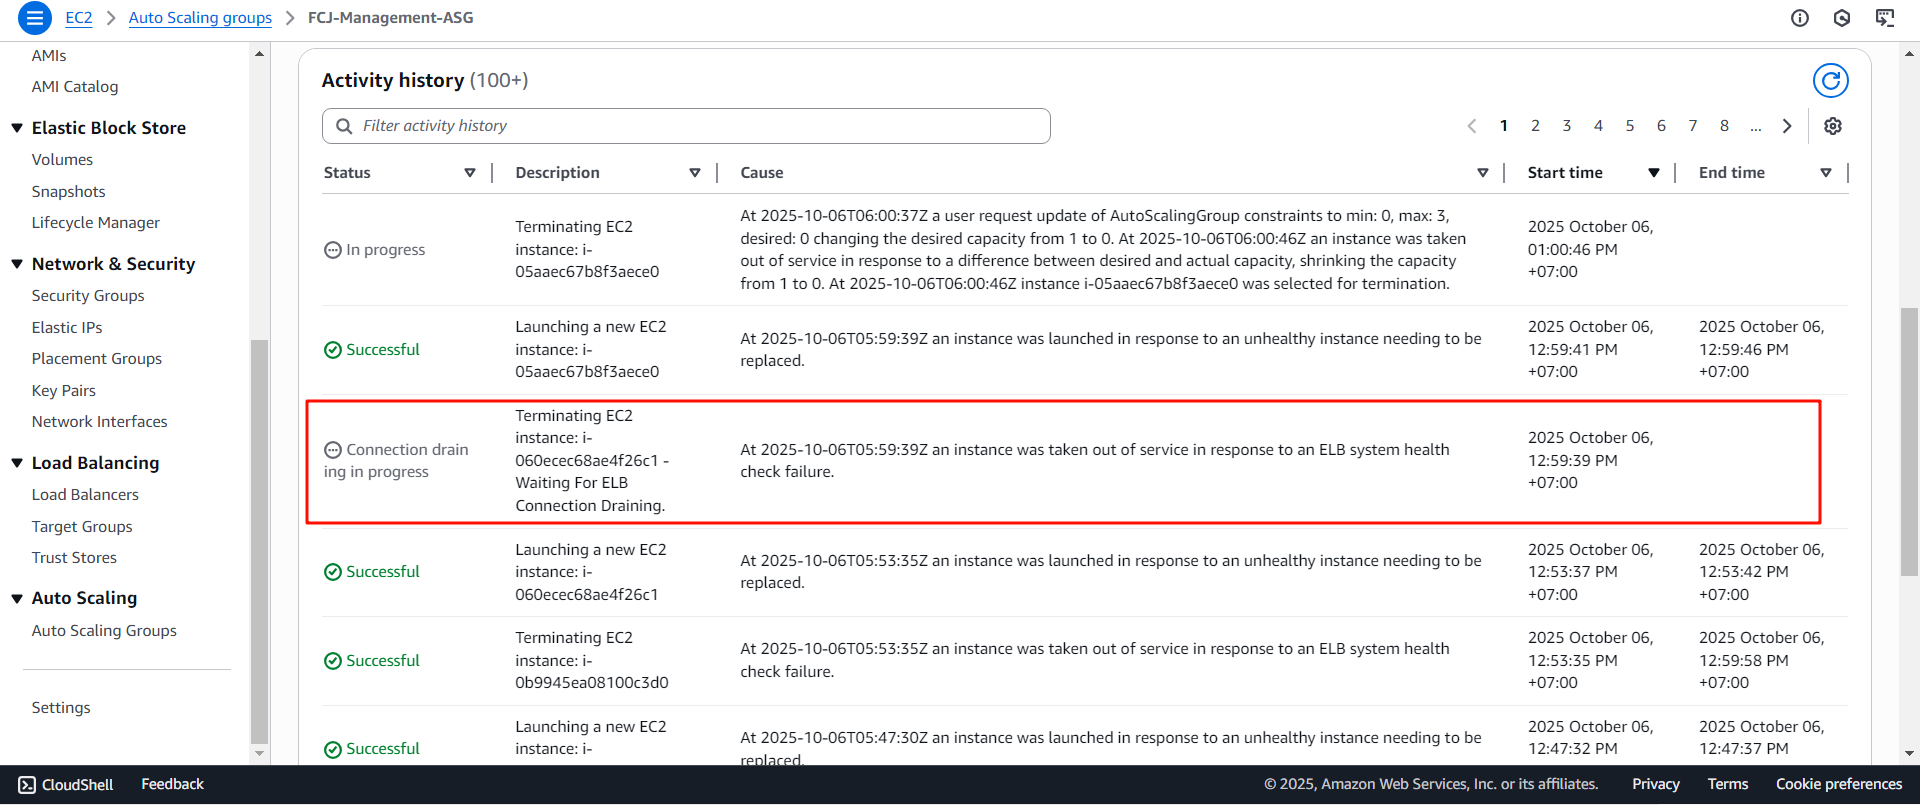 EC2 > Auto Scaling groups > FCJ-Management-ASG
AMIs
AMI Catalog
Elastic Block Store
Volumes
Snapshots
Lifecycle Manager
Network & Security
Security Groups
Elastic IPs
Placement Groups
Key Pairs
Network Interfaces
Load Balancing
Load Balancers
Target Groups
Trust Stores
Auto Scaling
Auto Scaling Groups
Settings
Activity history (100+)
Filter activity history
1 2 3 4 5 6 7 8 ...
Status Description Cause Start time End time
In progress
Terminating EC2
instance: i-
05aaec67b8f3aece0
At 2025-10-06T06:00:37Z a user request update of AutoScalingGroup constraints to min: 0, max: 3,
desired: 0 changing the desired capacity from 1 to 0. At 2025-10-06T06:00:46Z an instance was taken
out of service in response to a difference between desired and actual capacity, shrinking the capacity
from 1 to 0. At 2025-10-06T06:00:46Z instance i-05aaec67b8f3aece0 was selected for termination.
2025 October 06,
01:00:46 PM
+07:00
Successful
Launching a new EC2
instance: i-
05aaec67b8f3aece0
At 2025-10-06T05:59:39Z an instance was launched in response to an unhealthy instance needing to be
replaced.
2025 October 06,
12:59:41 PM
+07:00
2025 October 06,
12:59:46 PM
+07:00
Connection drain
ing in progress
Terminating EC2
instance: i-
060ecec68ae4f26c1 -
Waiting For ELB
Connection Draining.
At 2025-10-06T05:59:39Z an instance was taken out of service in response to an ELB system health
check failure.
2025 October 06,
12:59:39 PM
+07:00
Successful
Launching a new EC2
instance: i-
060ecec68ae4f26c1
At 2025-10-06T05:53:35Z an instance was launched in response to an unhealthy instance needing to be
replaced.
2025 October 06,
12:53:37 PM
+07:00
2025 October 06,
12:53:42 PM
+07:00
Successful
Terminating EC2
instance: i-
0b9945ea08100c3d0
At 2025-10-06T05:53:35Z an instance was taken out of service in response to an ELB system health
check failure.
2025 October 06,
12:53:35 PM
+07:00
2025 October 06,
12:59:58 PM
+07:00
Successful
Launching a new EC2
instance: i-
At 2025-10-06T05:47:30Z an instance was launched in response to an unhealthy instance needing to be
replaced.
2025 October 06,
12:47:32 PM
2025 October 06,
12:47:37 PM
CloudShell Feedback © 2025, Amazon Web Services, Inc. or its affiliates. Privacy Terms Cookie preferences